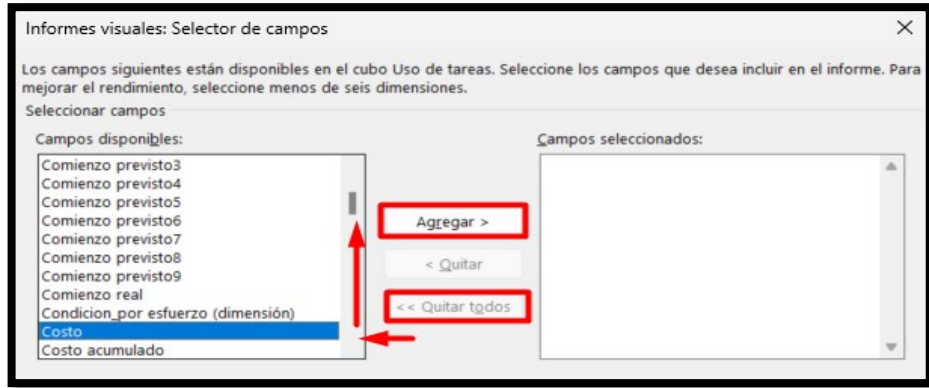 Informes visuales: Selector de campos
Los campos siguientes están disponibles en el cubo Uso de tareas. Seleccione los campos que desea incluir en el informe. Para
mejorar el rendimiento, seleccione menos de seis dimensiones.
Seleccionar campos
Campos disponibles:
Comienzo previsto3
Comienzo previsto4
Comienzo previsto5
Comienzo previsto6
Comienzo previsto7
Comienzo previsto8
Comienzo previsto9
Comienzo real
Condicion_por esfuerzo (dimensión)
Costo
Costo acumulado
Agregar >
< Quitar
<< Quitar todos
Campos seleccionados: